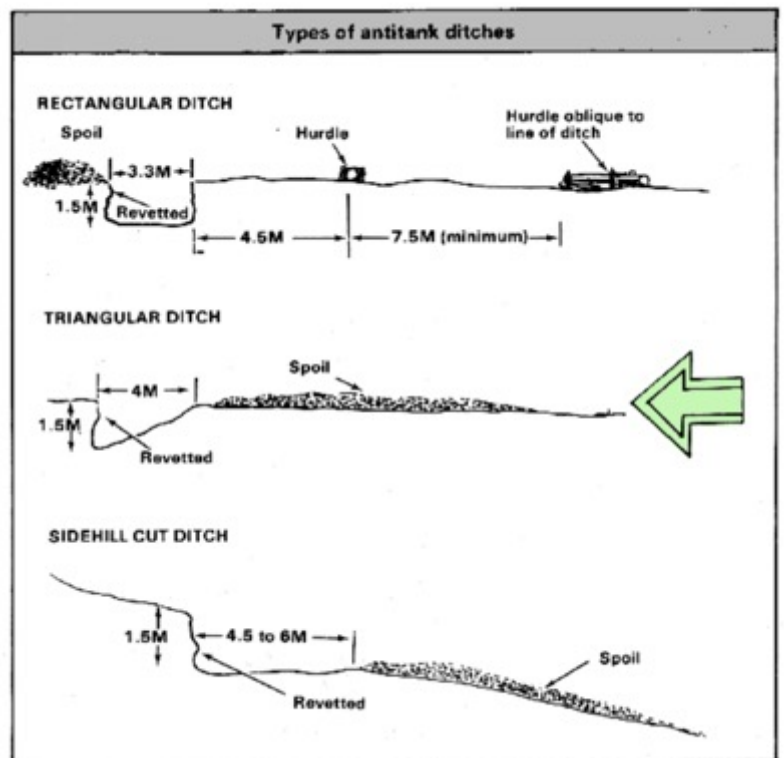 Types of antitank ditches
RECTANGULAR DITCH
Spoil
Hurdle
Hurdle oblique to
line of ditch
3.3M
1.5M
Revetted
4.5M
7.5M (minimum)
TRIANGULAR DITCH
Spoil
4M
1.5M
Revetted
SIDEHILL CUT DITCH
1.5M
4.5 to 6M
Spoil
Revetted